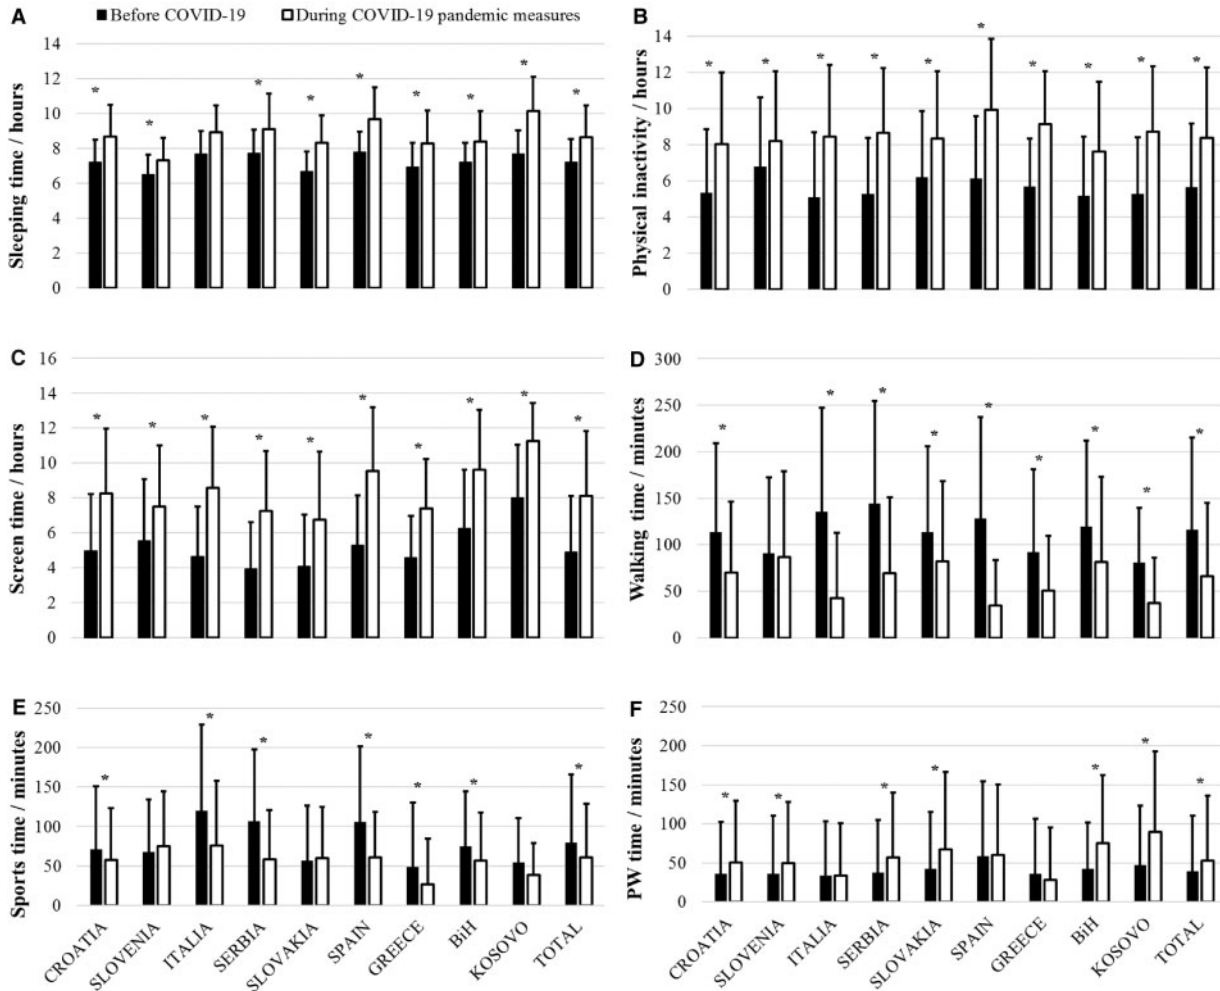 A ■ Before COVID-19 □ During COVID-19 pandemic measures
Sleeping time / hours
14
12
10
8
6
4
2
0
* * * * * * * * *
B
Physical inactivity / hours
14
12
10
8
6
4
2
0
* * * * * * * * * *
C
Screen time / hours
16
14
12
10
8
6
4
2
0
* * * * * * * * * *
D
Walking time / minutes
300
250
200
150
100
50
0
* * * * * * * * *
E
Sports time / minutes
250
200
150
100
50
0
* * * * * * *
CROATIA
SLOVENIA
ITALIA
SERBIA
SLOVAKIA
SPAIN
GREECE
BiH
KOSOVO
TOTAL
F
PW time / minutes
250
200
150
100
50
0
* * * * * * *
CROATIA
SLOVENIA
ITALIA
SERBIA
SLOVAKIA
SPAIN
GREECE
BiH
KOSOVO
TOTAL